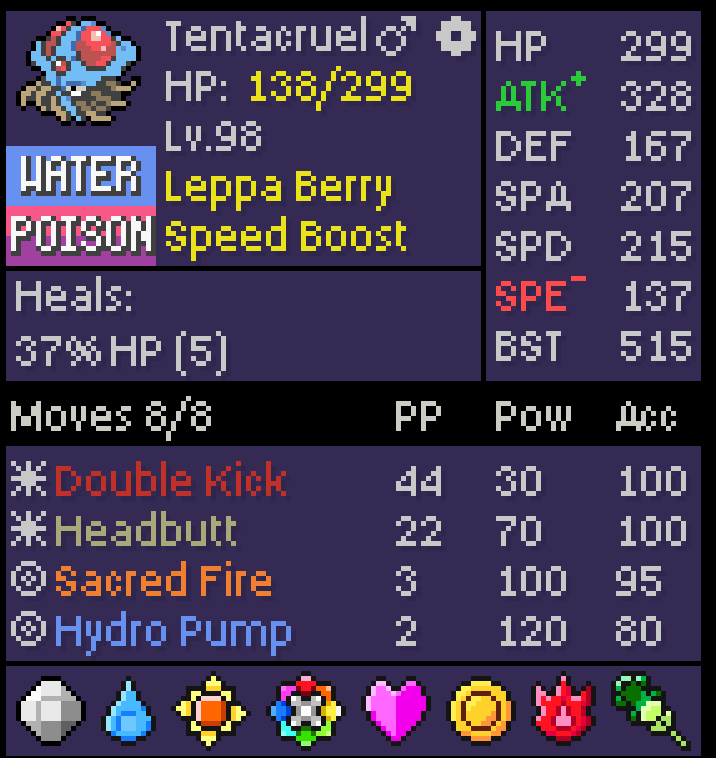 Tentacruel♂
HP: 138/299
Lv.98
Leppa Berry
Speed Boost
WATER
POISON
HP 299
ATK+ 328
DEF 167
SPA 207
SPD 215
SPE- 137
BST 515
Heals:
37% HP (5)
Moves 8/8 PP Pow Acc
Double Kick 44 30 100
Headbutt 22 70 100
Sacred Fire 3 100 95
Hydro Pump 2 120 80